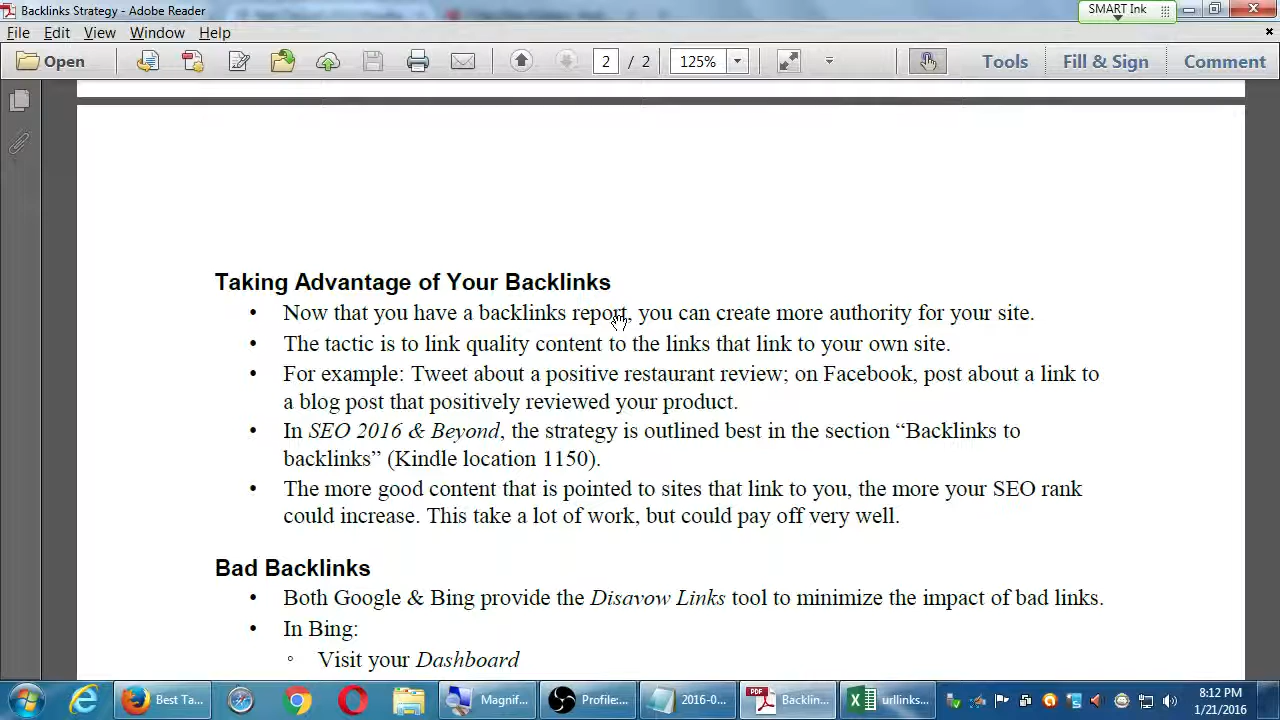 Backlinks Strategy - Adobe Reader
SMART Ink
File Edit View Window Help
Open
2 / 2
125%
Tools
Fill & Sign
Comment
Taking Advantage of Your Backlinks
• Now that you have a backlinks report, you can create more authority for your site.
• The tactic is to link quality content to the links that link to your own site.
• For example: Tweet about a positive restaurant review; on Facebook, post about a link to
a blog post that positively reviewed your product.
• In SEO 2016 & Beyond, the strategy is outlined best in the section “Backlinks to
backlinks” (Kindle location 1150).
• The more good content that is pointed to sites that link to you, the more your SEO rank
could increase. This take a lot of work, but could pay off very well.
Bad Backlinks
• Both Google & Bing provide the Disavow Links tool to minimize the impact of bad links.
• In Bing:
◦ Visit your Dashboard
Best Ta...
Magnif...
Profile:...
2016-0...
Backlin...
urllinks...
8:12 PM
1/21/2016